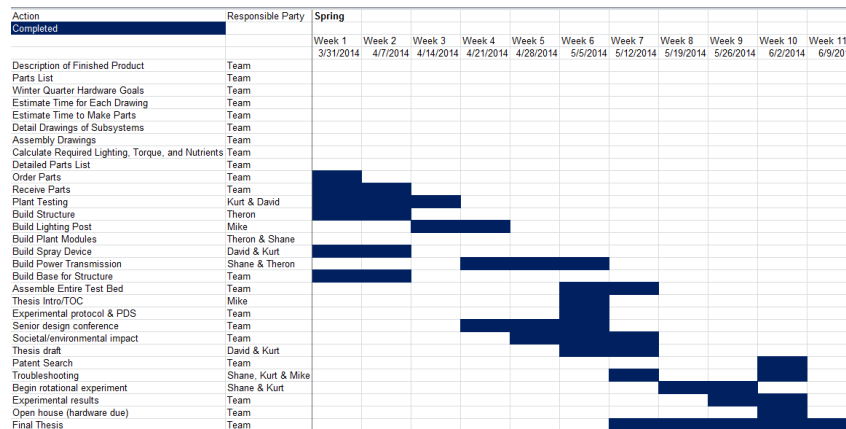 Action Responsible Party Spring
Completed
Week 1 Week 2 Week 3 Week 4 Week 5 Week 6 Week 7 Week 8 Week 9 Week 10 Week 11
3/31/2014 4/7/2014 4/14/2014 4/21/2014 4/28/2014 5/5/2014 5/12/2014 5/19/2014 5/26/2014 6/2/2014 6/9/20
Description of Finished Product Team
Parts List Team
Winter Quarter Hardware Goals Team
Estimate Time for Each Drawing Team
Estimate Time to Make Parts Team
Detail Drawings of Subsystems Team
Assembly Drawings Team
Calculate Required Lighting, Torque, and Nutrients Team
Detailed Parts List Team
Order Parts Team
Receive Parts Team
Plant Testing Kurt & David
Build Structure Theron
Build Lighting Post Mike
Build Plant Modules Theron & Shane
Build Spray Device David & Kurt
Build Power Transmission Shane & Theron
Build Base for Structure Team
Assemble Entire Test Bed Team
Thesis Intro/TOC Mike
Experimental protocol & PDS Team
Senior design conference Team
Societal/environmental impact Team
Thesis draft David & Kurt
Patent Search Team
Troubleshooting Shane, Kurt & Mike
Begin rotational experiment Shane & Kurt
Experimental results Team
Open house (hardware due) Team
Final Thesis Team